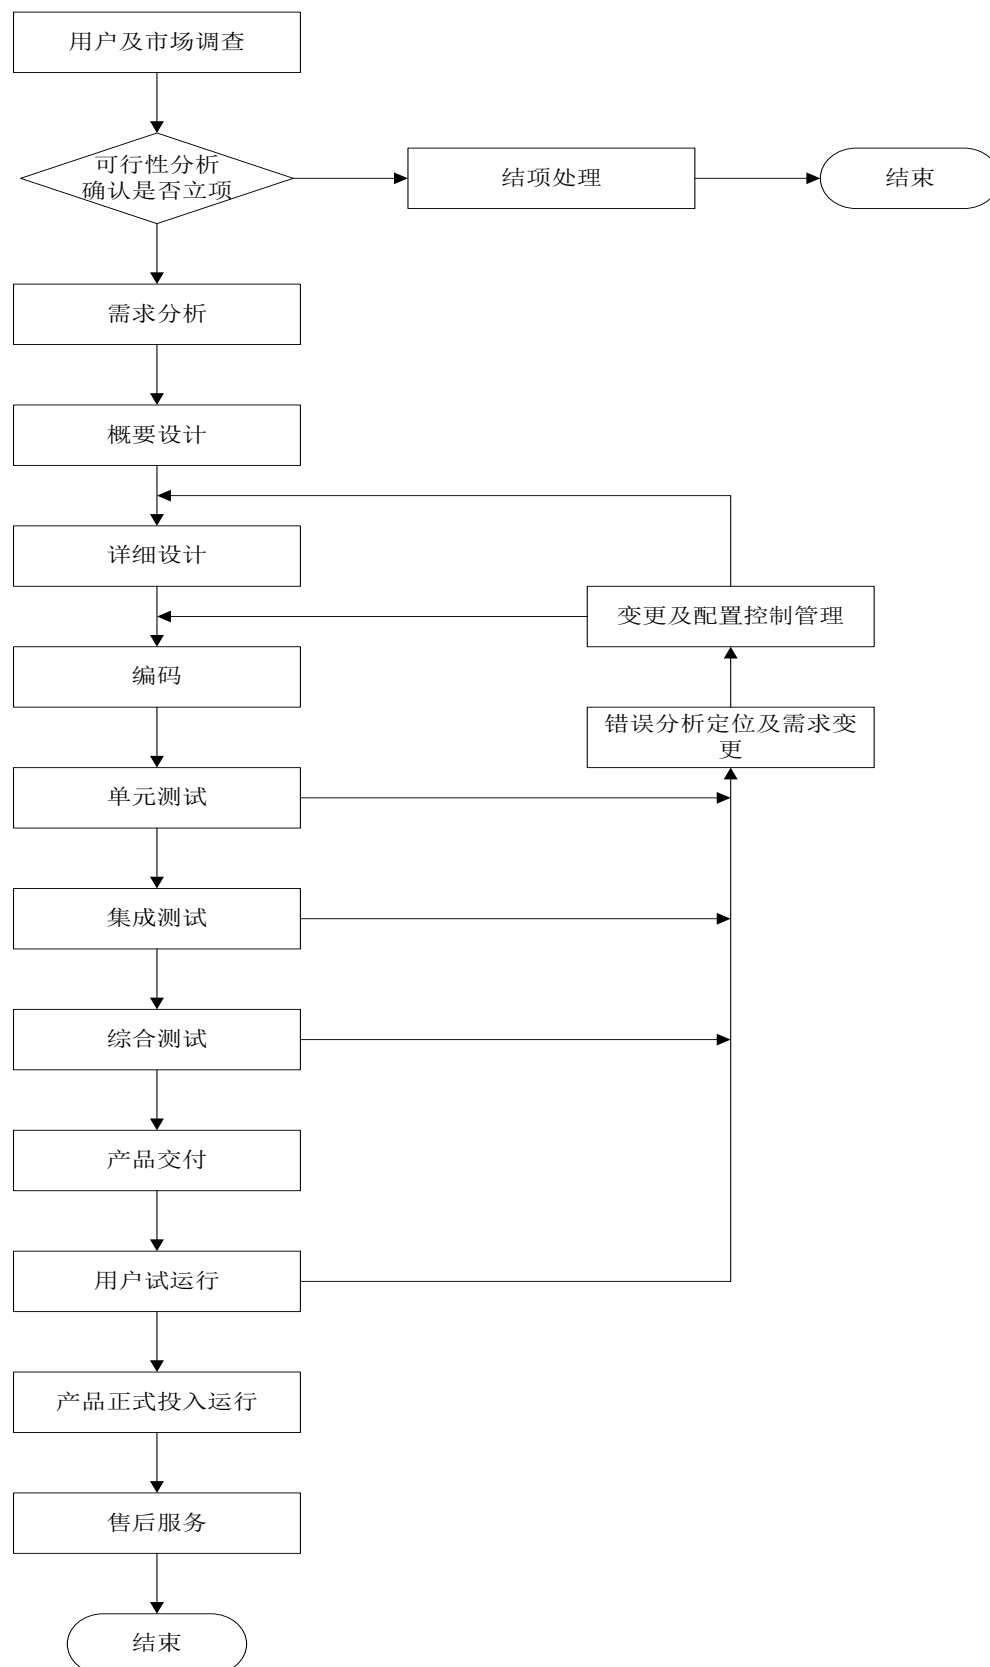 用户及市场调查
可行性分析
确认是否立项
结项处理
结束
需求分析
概要设计
详细设计
变更及配置控制管理
编码
错误分析定位及需求变
更
单元测试
集成测试
综合测试
产品交付
用户试运行
产品正式投入运行
售后服务
结束